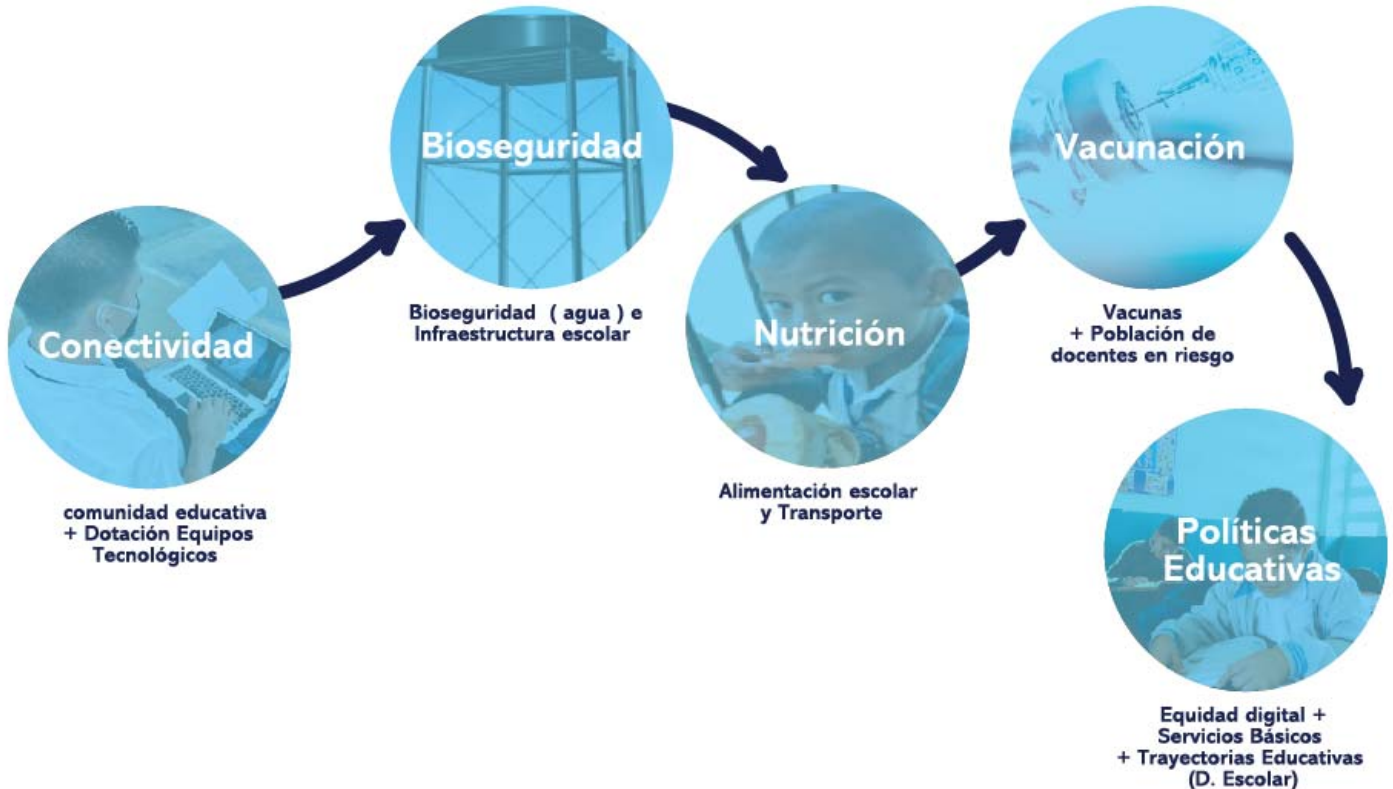 Conectividad
comunidad educativa
+ Dotación Equipos
Tecnológicos
Bioseguridad
Bioseguridad ( agua ) e
Infraestructura escolar
Nutrición
Alimentación escolar
y Transporte
Vacunación
Vacunas
+ Población de
docentes en riesgo
Políticas
Educativas
Equidad digital +
Servicios Básicos
+ Trayectorias Educativas
(D. Escolar)